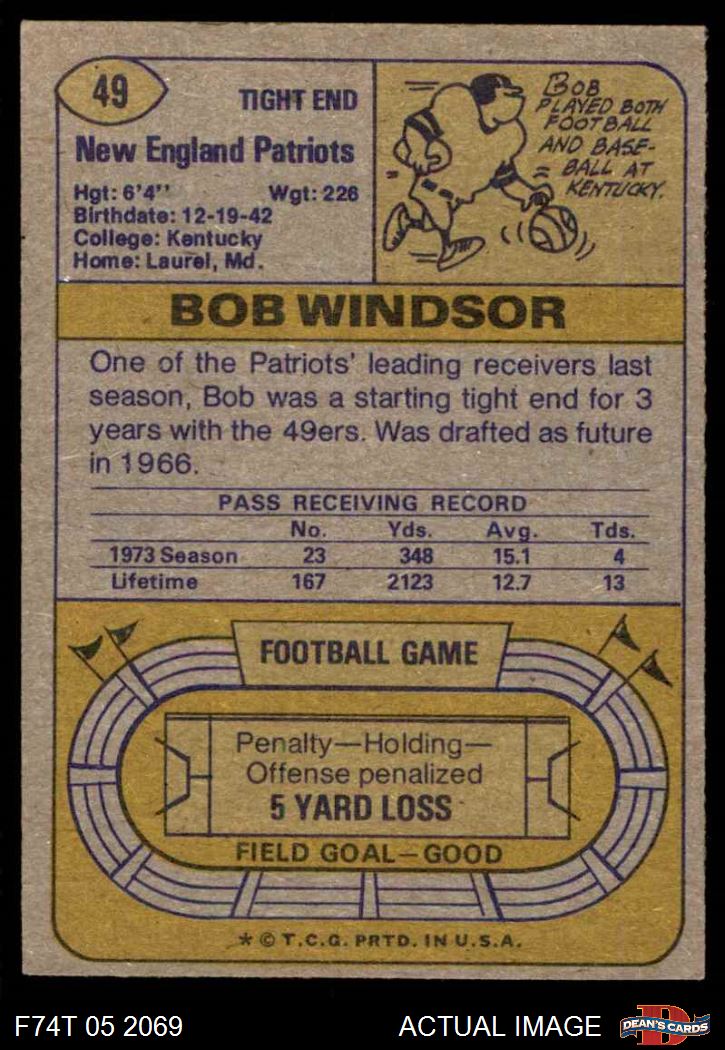 49
TIGHT END
New England Patriots
Hgt: 6'4" Wgt: 226
Birthdate: 12-19-42
College: Kentucky
Home: Laurel, Md.
BOB
PLAYED BOTH
FOOTBALL
AND BASE-
BALL AT
KENTUCKY.
BOB WINDSOR
One of the Patriots' leading receivers last
season, Bob was a starting tight end for 3
years with the 49ers. Was drafted as future
in 1966.
PASS RECEIVING RECORD
No. Yds. Avg. Tds.
1973 Season 23 348 15.1 4
Lifetime 167 2123 12.7 13
FOOTBALL GAME
Penalty—Holding—
Offense penalized
5 YARD LOSS
FIELD GOAL—GOOD
* © T.C.G. PRTD. IN U.S.A.
F74T 05 2069
ACTUAL IMAGE
D
DEAN'S CARDS